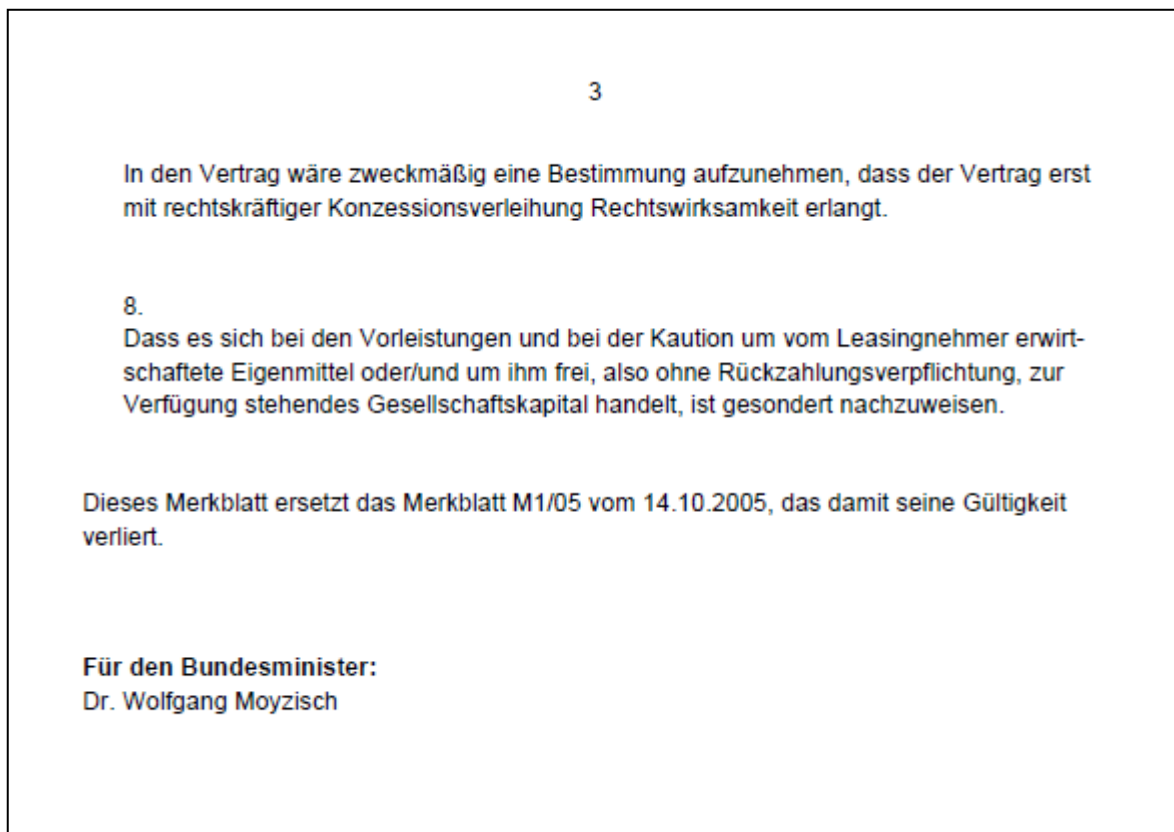 3
In den Vertrag wäre zweckmäßig eine Bestimmung aufzunehmen, dass der Vertrag erst
mit rechtskräftiger Konzessionsverleihung Rechtswirksamkeit erlangt.
8.
Dass es sich bei den Vorleistungen und bei der Kaution um vom Leasingnehmer erwirt-
schaftete Eigenmittel oder/und um ihm frei, also ohne Rückzahlungsverpflichtung, zur
Verfügung stehendes Gesellschaftskapital handelt, ist gesondert nachzuweisen.
Dieses Merkblatt ersetzt das Merkblatt M1/05 vom 14.10.2005, das damit seine Gültigkeit
verliert.
Für den Bundesminister:
Dr. Wolfgang Moyzisch